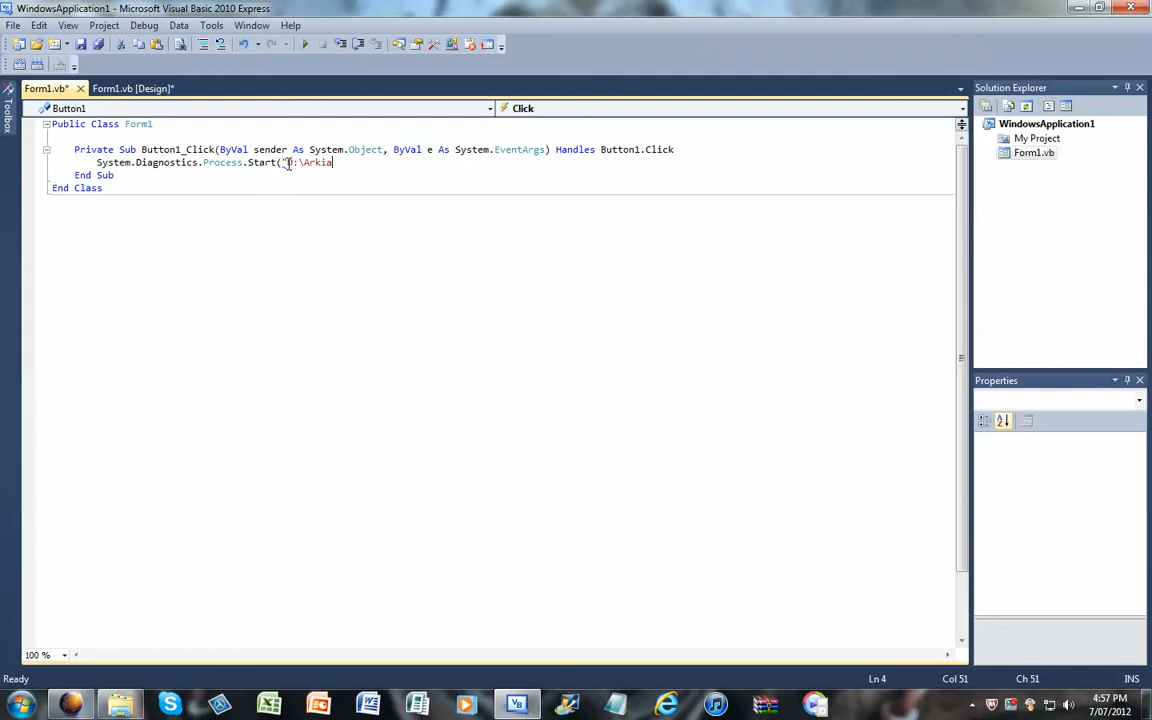 WindowsApplication1 - Microsoft Visual Basic 2010 Express
File Edit View Project Debug Data Tools Window Help
Form1.vb* Form1.vb [Design]*
Toolbox
Button1 Click
Public Class Form1
Private Sub Button1_Click(ByVal sender As System.Object, ByVal e As System.EventArgs) Handles Button1.Click
System.Diagnostics.Process.Start("D:\Arkia
End Sub
End Class
100 %
Solution Explorer
WindowsApplication1
My Project
Form1.vb
Properties
Ready Ln 4 Col 51 Ch 51 INS
4:57 PM
7/07/2012